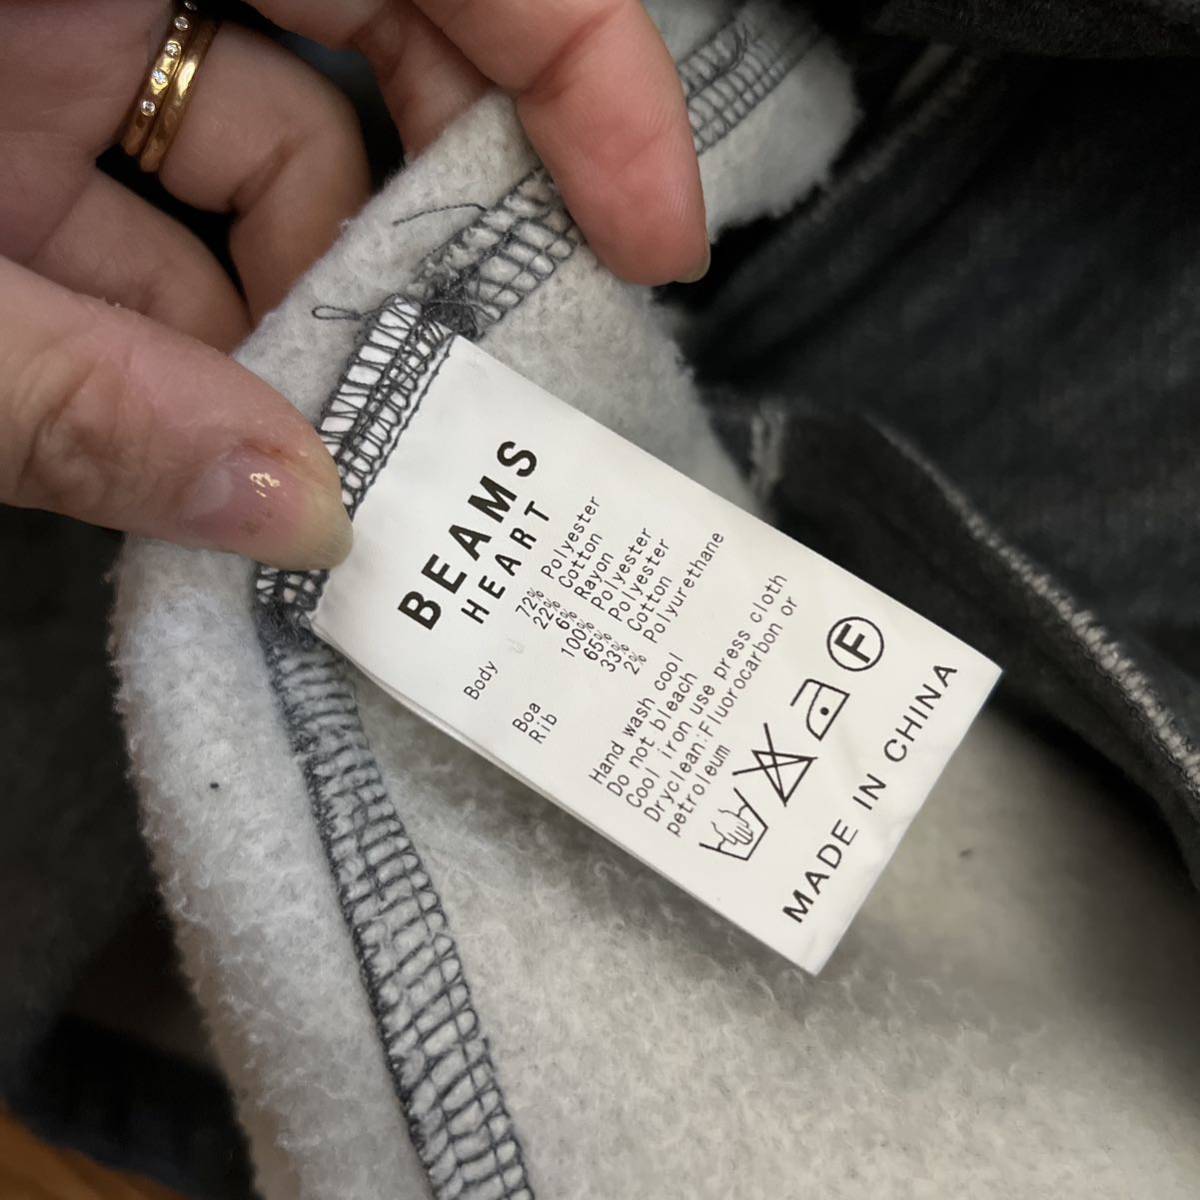 BEAMS
HEART
Body 72% Polyester
22% Cotton
6% Rayon
Boa 100% Polyester
Rib 65% Polyester
33% Cotton
2% Polyurethane
Hand wash cool
Do not bleach
Cool iron use press cloth
Dryclean:Fluorocarbon or
petroleum
F
MADE IN CHINA